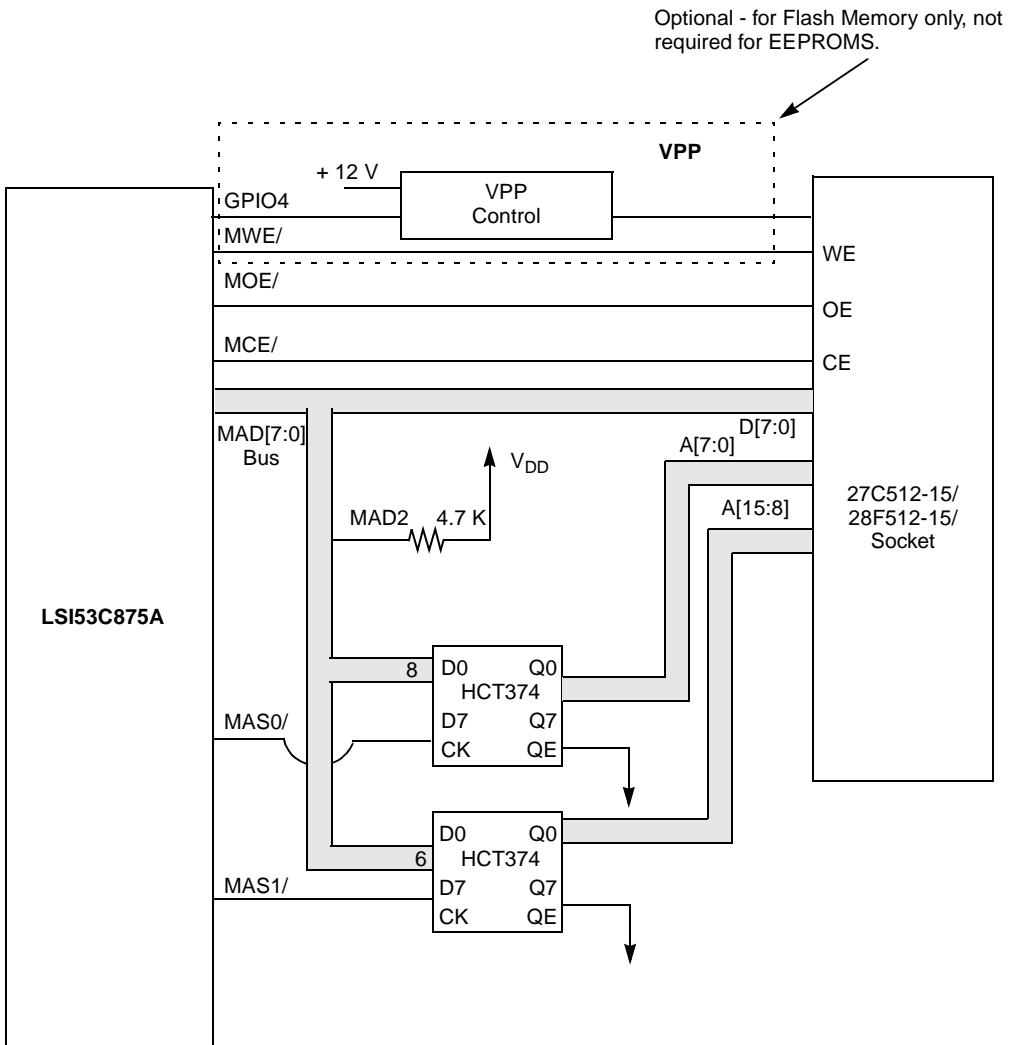 Optional - for Flash Memory only, not
required for EEPROMS.
VPP
+ 12 V
VPP
Control
GPIO4
MWE/
WE
MOE/
OE
MCE/
CE
MAD[7:0]
Bus
D[7:0]
A[7:0]
VDD
A[15:8]
27C512-15/
28F512-15/
Socket
MAD2 4.7 K
LSI53C875A
8 D0 Q0
HCT374
D7 Q7
MAS0/
CK QE
D0 Q0
6 HCT374
MAS1/
D7 Q7
CK QE